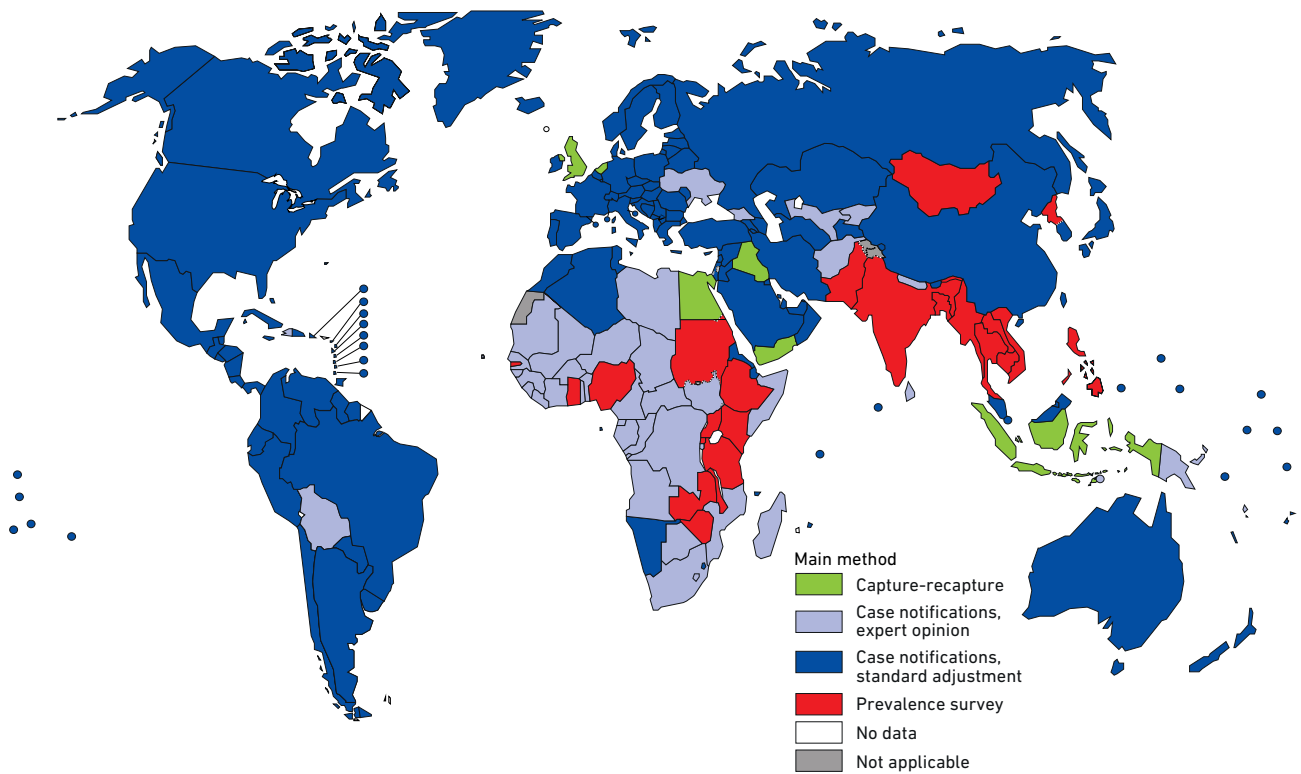 Main method
Capture-recapture
Case notifications,
expert opinion
Case notifications,
standard adjustment
Prevalence survey
No data
Not applicable